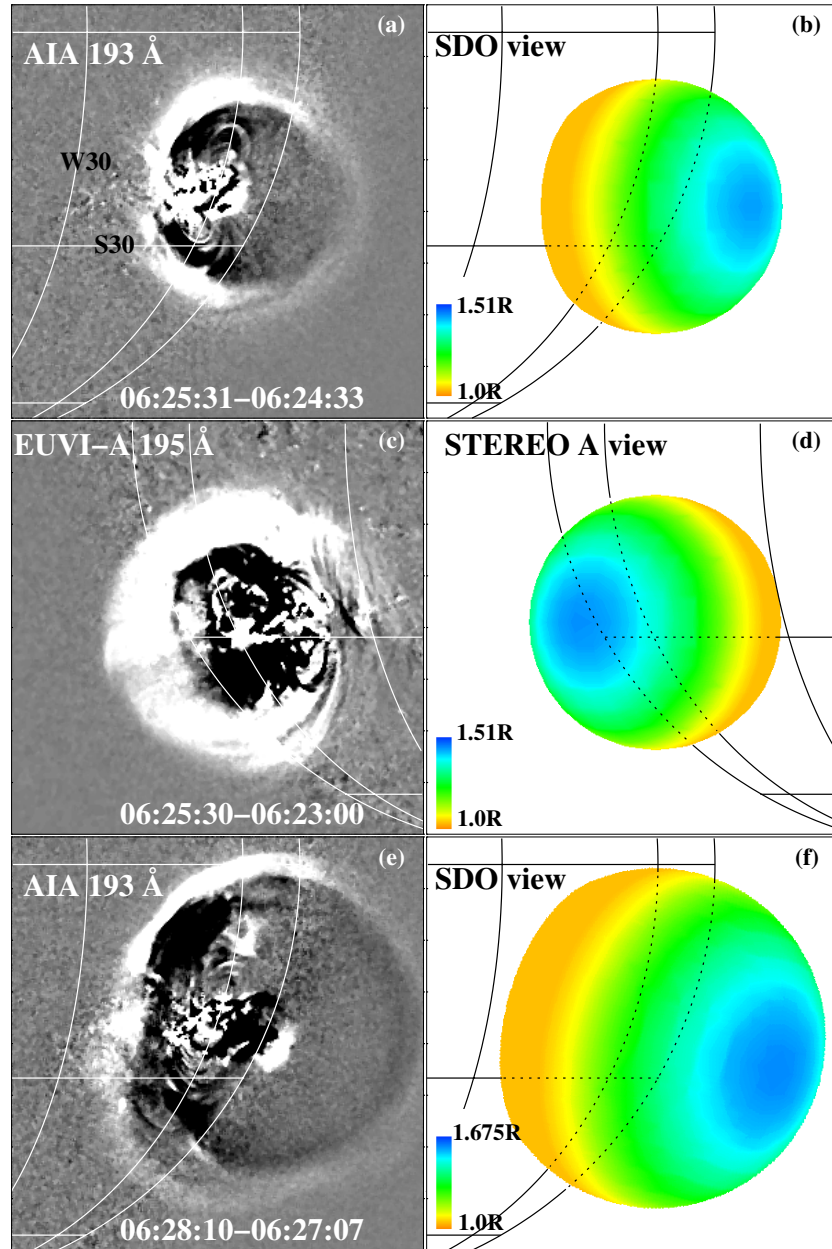 (a)
AIA 193 Å
W30
S30
06:25:31−06:24:33
(b)
SDO view
1.51R
1.0R
EUVI−A 195 Å
(c)
06:25:30−06:23:00
STEREO A view
(d)
1.51R
1.0R
(e)
AIA 193 Å
06:28:10−06:27:07
(f)
SDO view
1.675R
1.0R